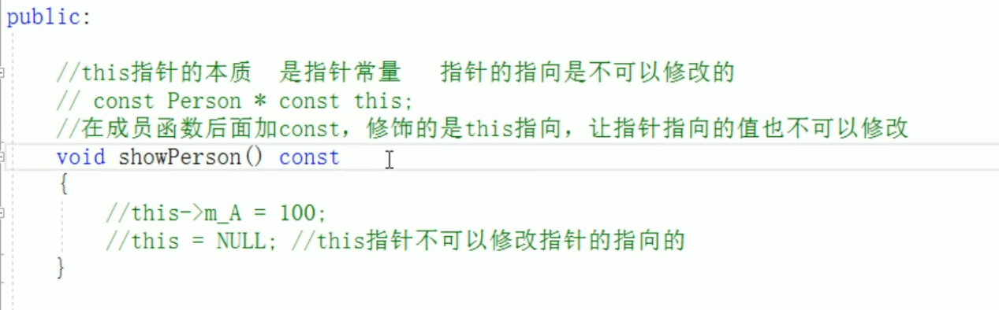 public:
//this指针的本质 是指针常量 指针的指向是不可以修改的
// const Person * const this;
//在成员函数后面加const，修饰的是this指向，让指针指向的值也不可以修改
void showPerson() const
{
//this->m_A = 100;
//this = NULL; //this指针不可以修改指针的指向的
}